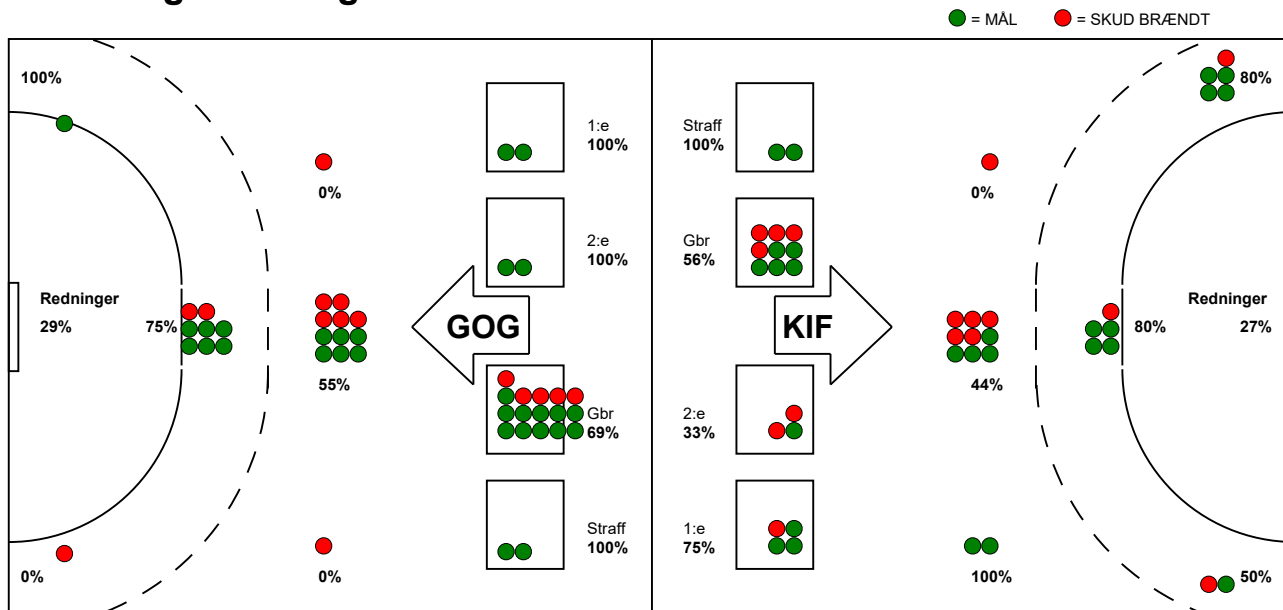 = MÅL
= SKUD BRÆNDT
100%
0%
1:e
100%
2:e
100%
Redninger
29%
75%
55%
GOG
Gbr
69%
Straff
100%
0%
0%
Straff
100%
Gbr
56%
KIF
2:e
33%
1:e
75%
80%
0%
Redninger
27%
80%
44%
100%
50%